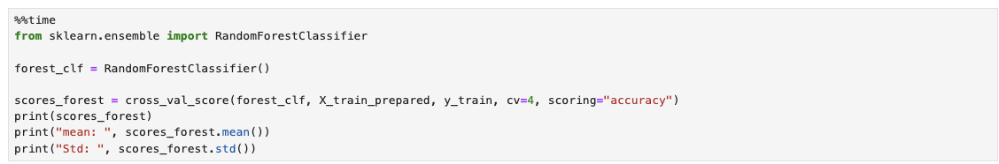 %%time
from sklearn.ensemble import RandomForestClassifier
forest_clf = RandomForestClassifier()
scores_forest = cross_val_score(forest_clf, X_train_prepared, y_train, cv=4, scoring="accuracy")
print(scores_forest)
print("mean: ", scores_forest.mean())
print("Std: ", scores_forest.std())